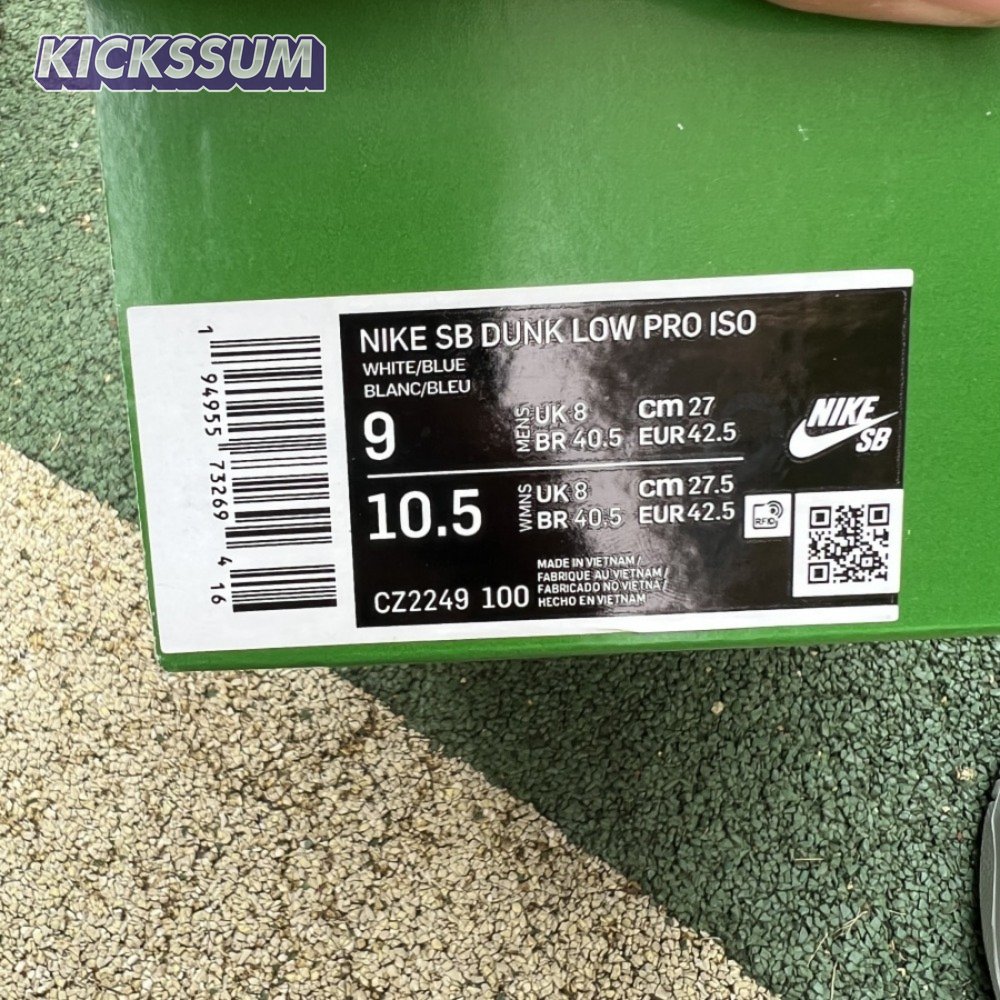 KICKSSUM
1 94955 73269 4 16
NIKE SB DUNK LOW PRO ISO
WHITE/BLUE
BLANC/BLEU
9 MENS UK 8 cm 27
BR 40.5 EUR 42.5
10.5 WMNS UK 8 cm 27.5
BR 40.5 EUR 42.5
NIKE
SB
RFID
MADE IN VIETNAM /
FABRIQUE AU VIETNAM /
FABRICADO NO VIETNÃ /
HECHO EN VIETNAM
CZ2249 100